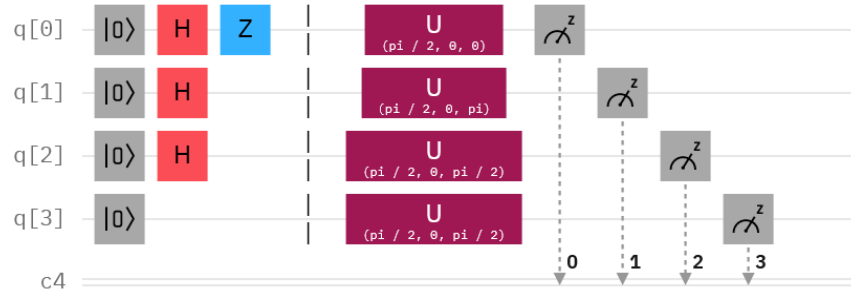 q[0] |0⟩ H Z U z
(pi / 2, 0, 0)
q[1] |0⟩ H U z
(pi / 2, 0, pi)
q[2] |0⟩ H U z
(pi / 2, 0, pi / 2)
q[3] |0⟩ U z
(pi / 2, 0, pi / 2)
0 1 2 3
c4